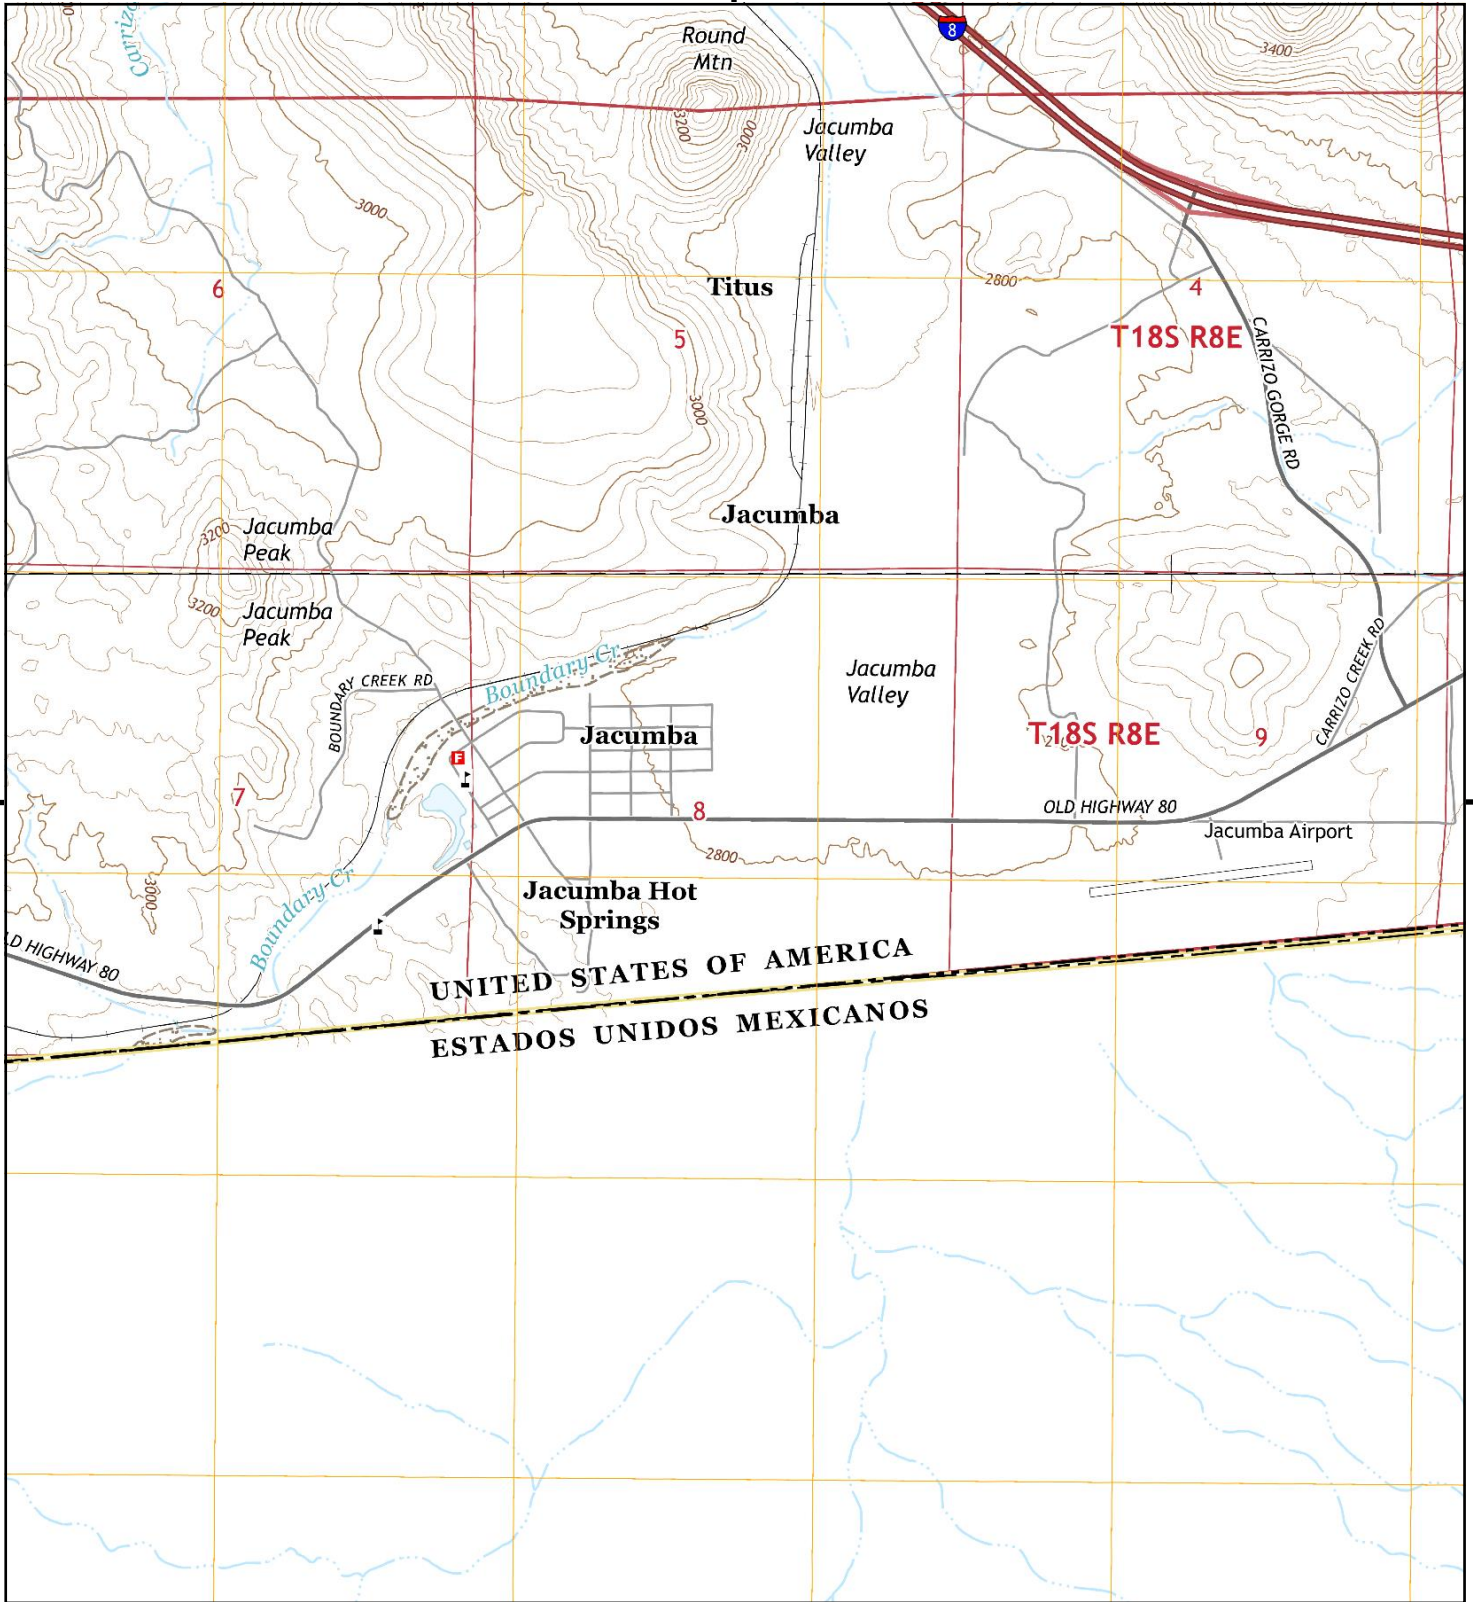 Carrizo
Round
Mtn
8
3400
3200
3000
Jacumba
Valley
3000
6
Titus
2800
4
5
T18S R8E
CARRIZO GORGE RD
3000
Jacumba
3200
Jacumba
Peak
3200
Jacumba
Peak
Boundary Cr
BOUNDARY CREEK RD
Jacumba
Valley
CARRIZO CREEK RD
Jacumba
T18S R8E
9
F
7
8
OLD HIGHWAY 80
Jacumba Airport
2800
3000
Boundary Cr
Jacumba Hot
Springs
LD HIGHWAY 80
UNITED STATES OF AMERICA
ESTADOS UNIDOS MEXICANOS